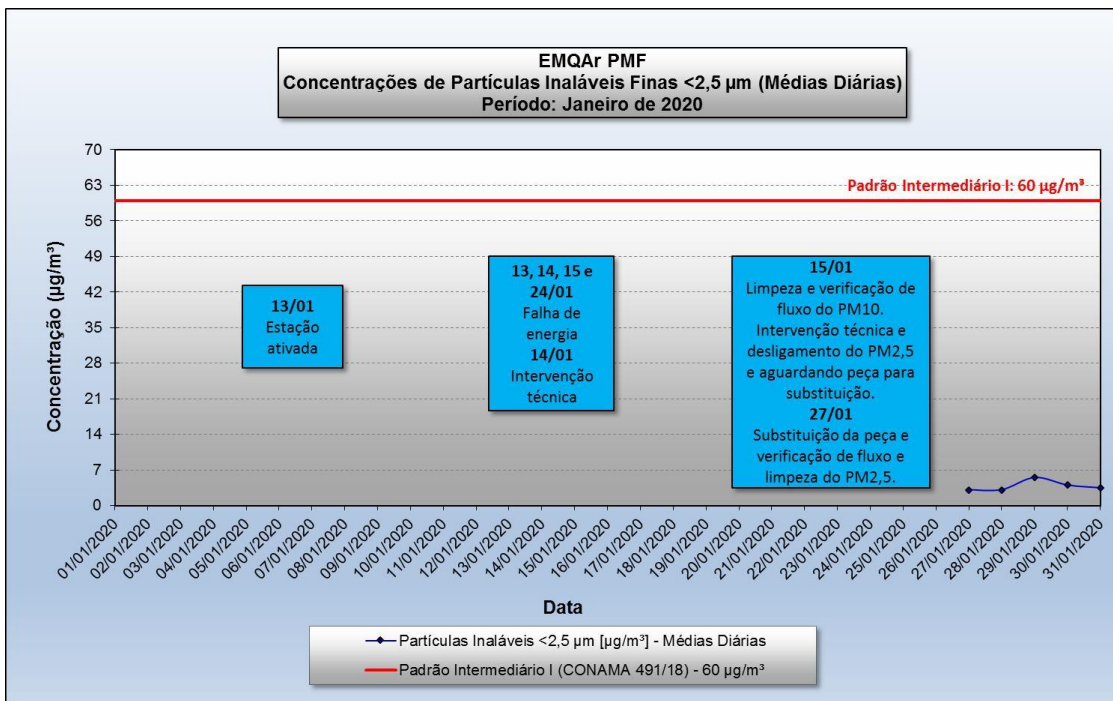 EMQAr PMF
Concentrações de Partículas Inaláveis Finas <2,5 µm (Médias Diárias)
Período: Janeiro de 2020
Concentração (µg/m³)
70
63
56
49
42
35
28
21
14
7
0
Padrão Intermediário I: 60 µg/m³
13/01
Estação
ativada
13, 14, 15 e
24/01
Falha de
energia
14/01
Intervenção
técnica
15/01
Limpeza e verificação de
fluxo do PM10.
Intervenção técnica e
desligamento do PM2,5
e aguardando peça para
substituição.
27/01
Substituição da peça e
verificação de fluxo e
limpeza do PM2,5.
01/01/2020
02/01/2020
03/01/2020
04/01/2020
05/01/2020
06/01/2020
07/01/2020
08/01/2020
09/01/2020
10/01/2020
11/01/2020
12/01/2020
13/01/2020
14/01/2020
15/01/2020
16/01/2020
17/01/2020
18/01/2020
19/01/2020
20/01/2020
21/01/2020
22/01/2020
23/01/2020
24/01/2020
25/01/2020
26/01/2020
27/01/2020
28/01/2020
29/01/2020
30/01/2020
31/01/2020
Data
Partículas Inaláveis <2,5 µm [µg/m³] - Médias Diárias
Padrão Intermediário I (CONAMA 491/18) - 60 µg/m³